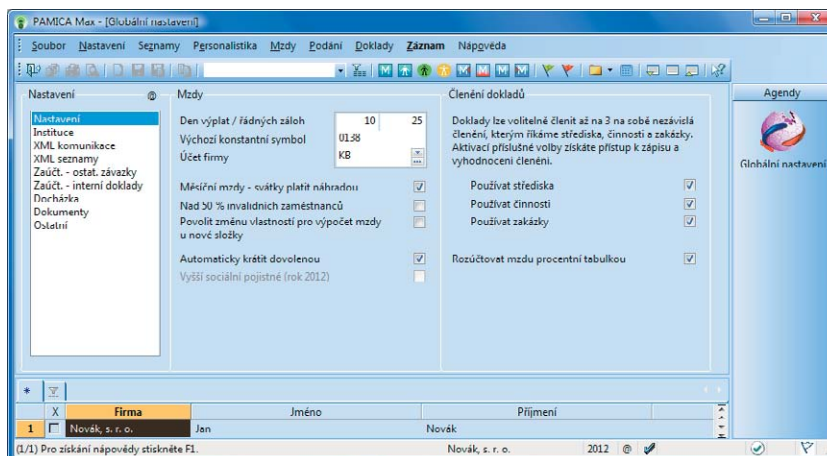 PAMICA Max - [Globální nastavení]
Soubor Nastavení Seznamy Personalistika Mzdy Podání Doklady Záznam Nápověda
Nastavení
Nastavení
Instituce
XML komunikace
XML seznamy
Zaúčt. - ostat. závazky
Zaúčt. - interní doklady
Docházka
Dokumenty
Ostatní
Mzdy
Den výplat / řádných záloh 10 25
Výchozí konstantní symbol 0138
Účet firmy KB
Měsíční mzdy - svátky platit náhradou
Nad 50 % invalidních zaměstnanců
Povolit změnu vlastností pro výpočet mzdy
u nové složky
Automaticky krátit dovolenou
Vyšší sociální pojistné (rok 2012)
Členění dokladů
Doklady lze volitelně členit až na 3 na sobě nezávislá
členění, kterým říkáme střediska, činnosti a zakázky.
Aktivací příslušné volby získáte přístup k zápisu a
vyhodnocení členění.
Používat střediska
Používat činnosti
Používat zakázky
Rozúčtovat mzdu procentní tabulkou
Agendy
Globální nastavení
X Firma Jméno Příjmení
1 Novák, s. r. o. Jan Novák
(1/1) Pro získání nápovědy stiskněte F1. Novák, s. r. o. 2012 @